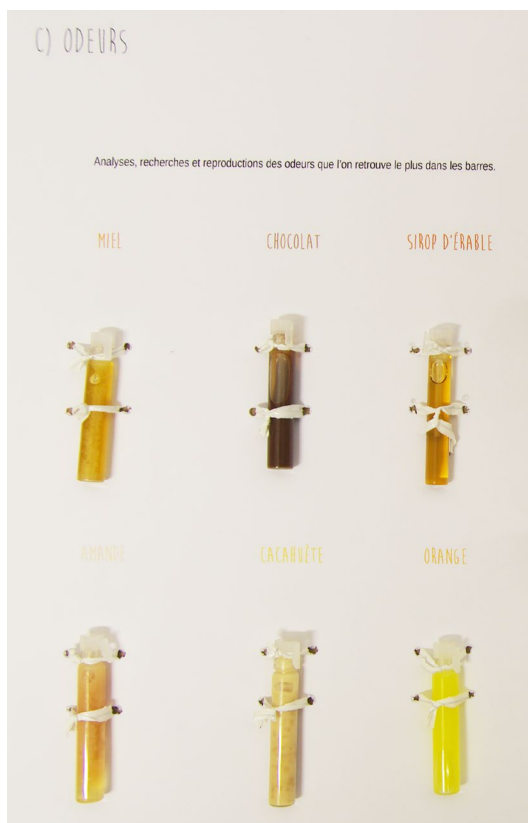 C) ODEURS
Analyses, recherches et reproductions des odeurs que l'on retrouve le plus dans les barres.
MIEL CHOCOLAT SIROP D'ÉRABLE
AMANDE CACAHUÈTE ORANGE